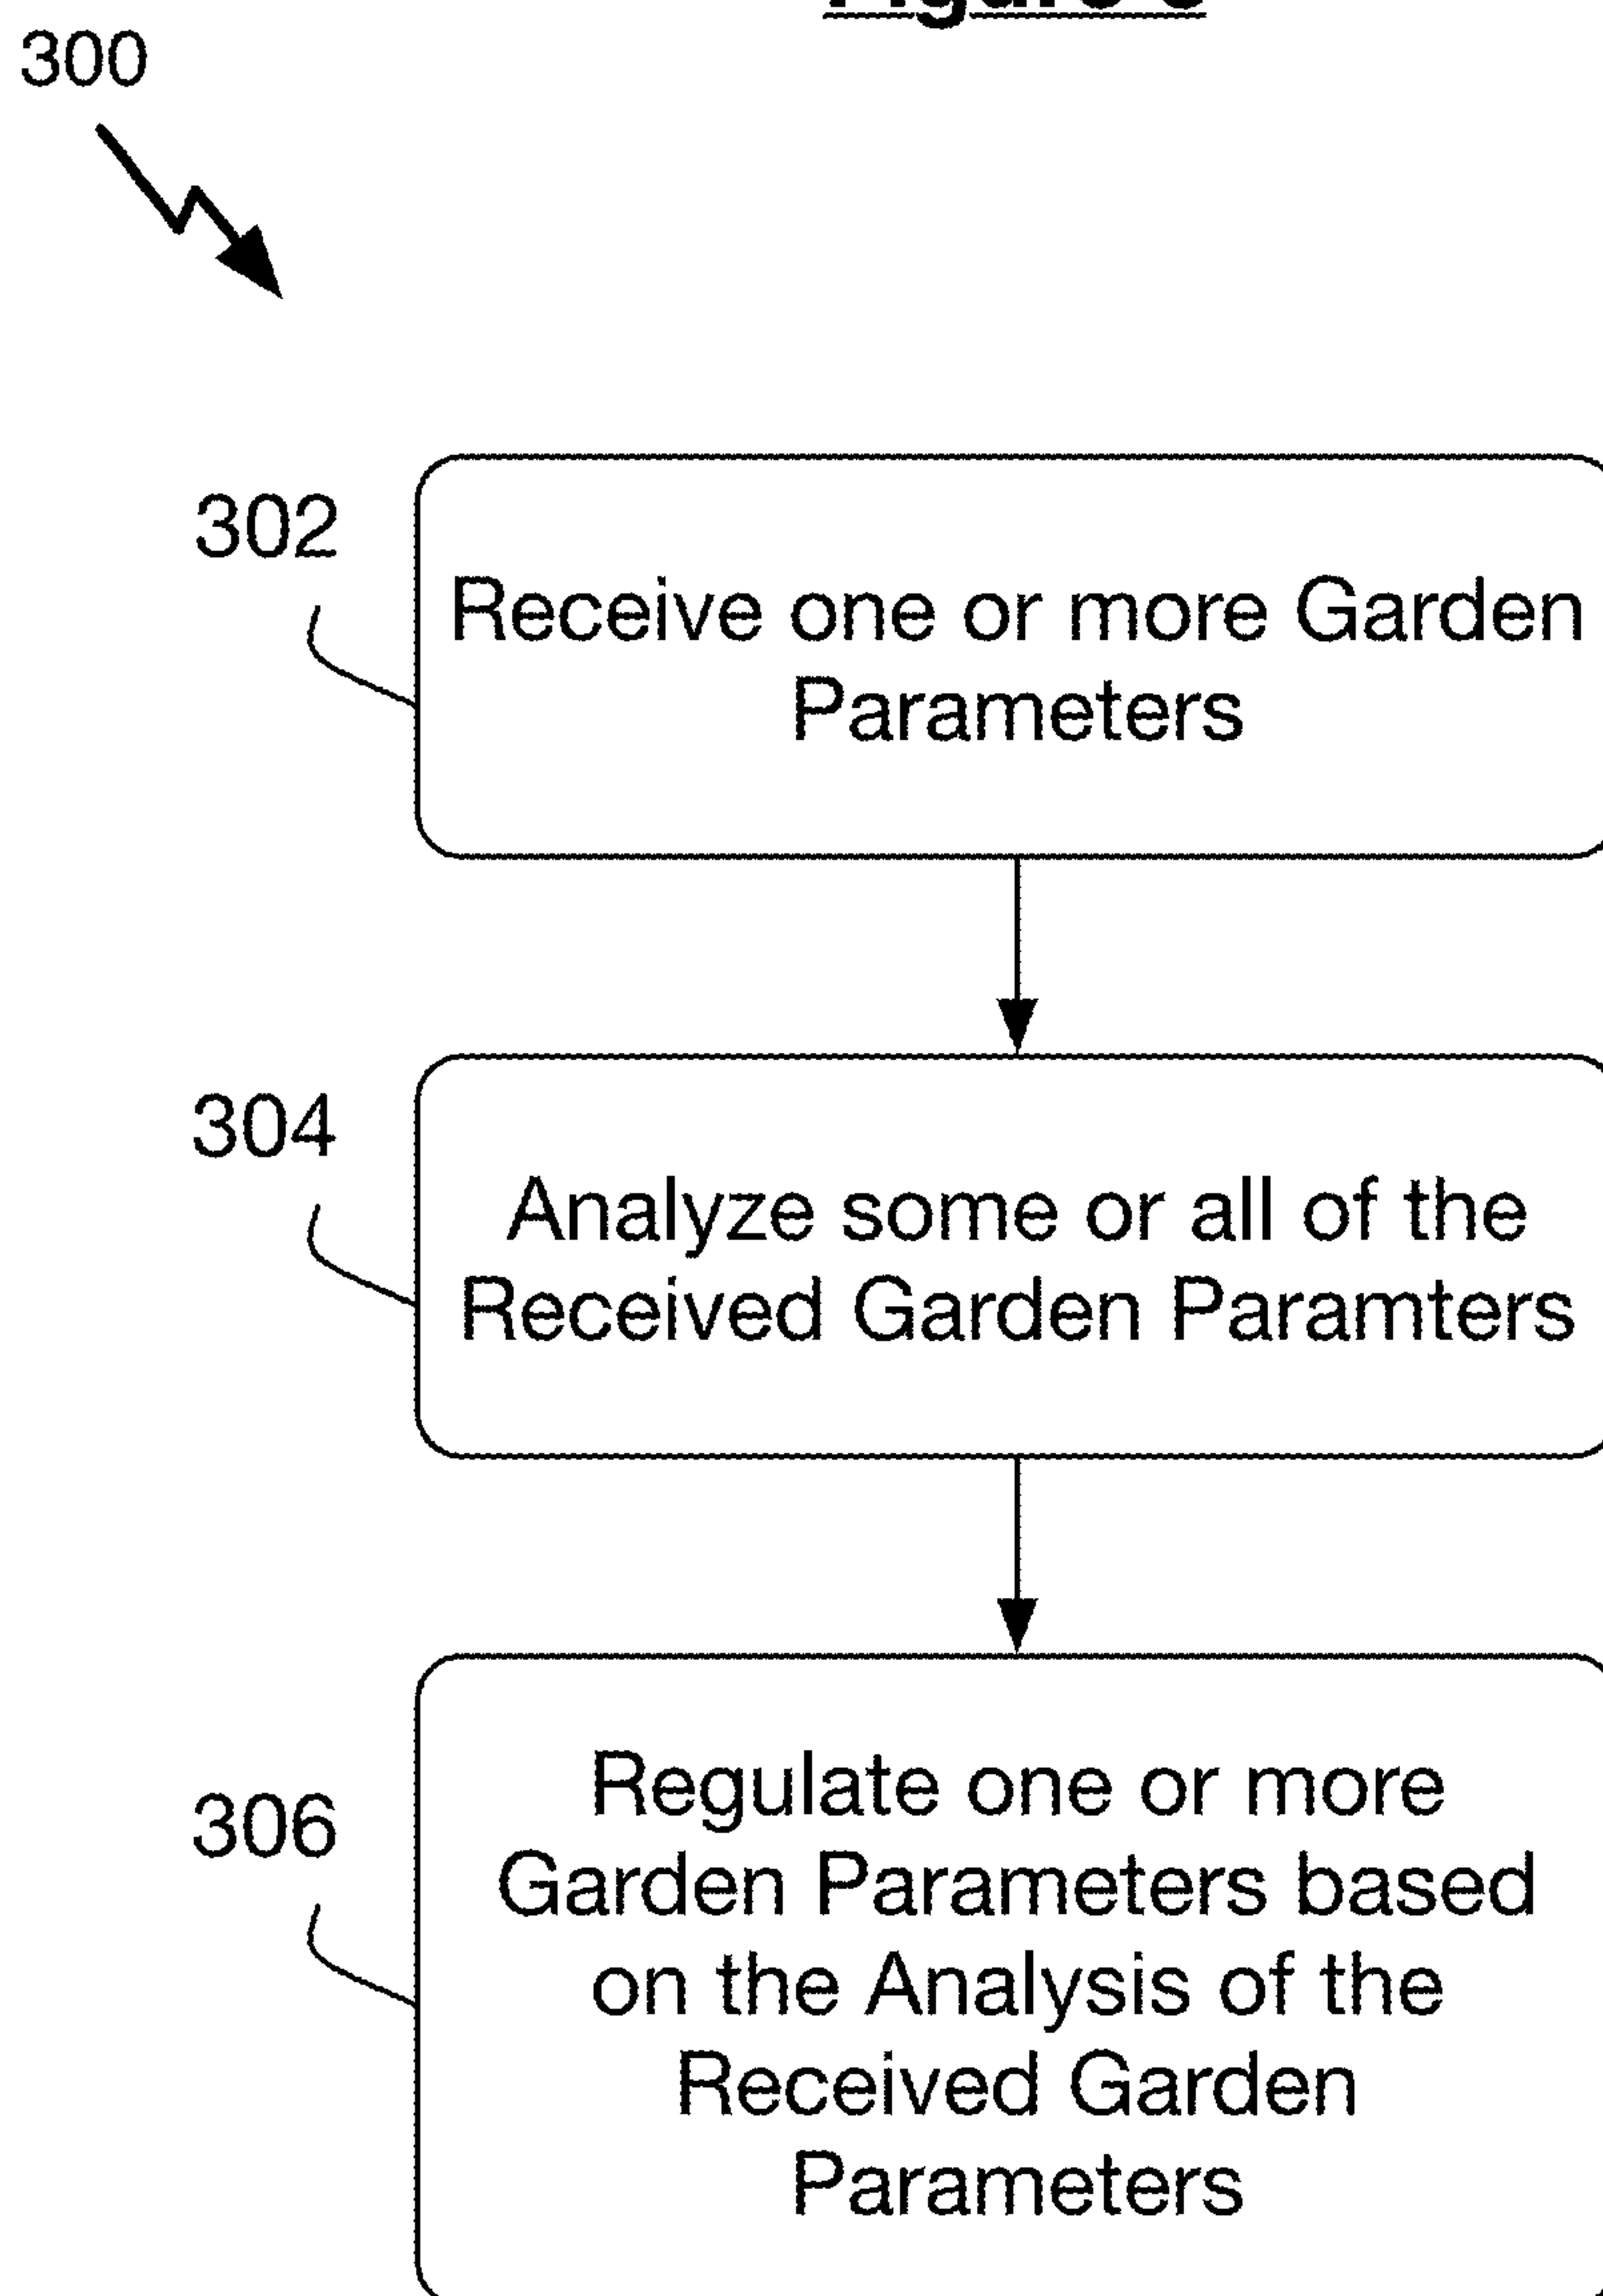 300
302
Receive one or more Garden
Parameters
304
Analyze some or all of the
Received Garden Paramters
306
Regulate one or more
Garden Parameters based
on the Analysis of the
Received Garden
Parameters